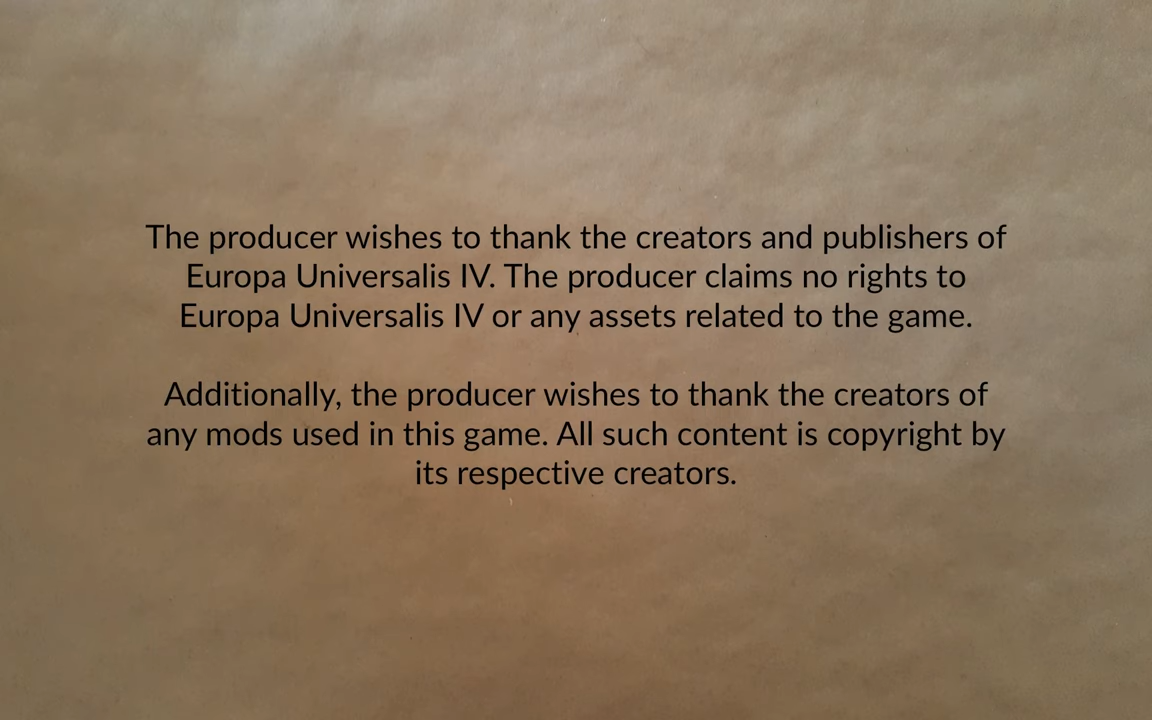 The producer wishes to thank the creators and publishers of
Europa Universalis IV. The producer claims no rights to
Europa Universalis IV or any assets related to the game.
Additionally, the producer wishes to thank the creators of
any mods used in this game. All such content is copyright by
its respective creators.